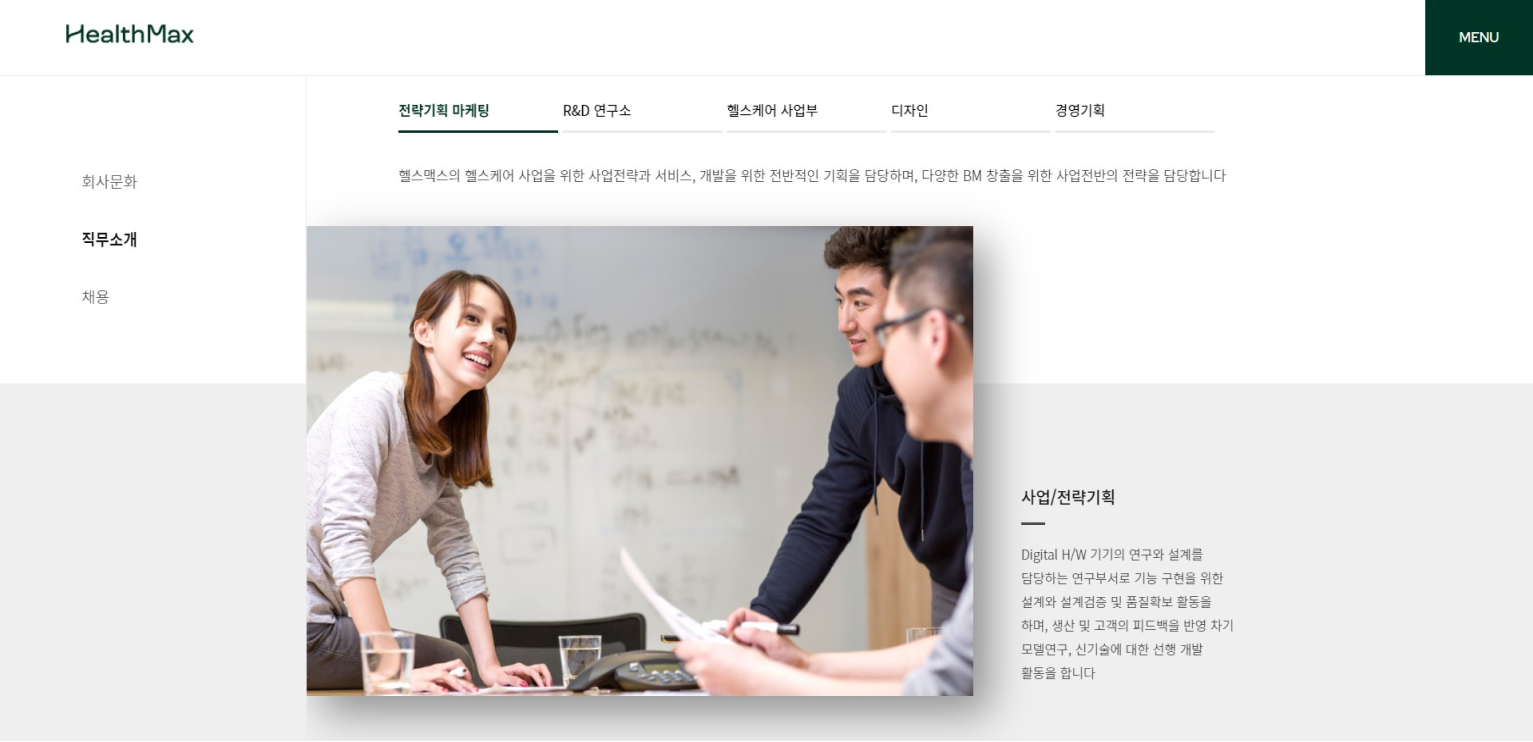 HealthMax
MENU
전략기획 마케팅
R&D 연구소
헬스케어 사업부
디자인
경영기획
회사문화
직무소개
채용
헬스맥스의 헬스케어 사업을 위한 사업전략과 서비스, 개발을 위한 전반적인 기획을 담당하며, 다양한 BM 창출을 위한 사업전반의 전략을 담당합니다
사업/전략기획
Digital H/W 기기의 연구와 설계를
담당하는 연구부서로 기능 구현을 위한
설계와 설계검증 및 품질확보 활동을
하며, 생산 및 고객의 피드백을 반영 차기
모델연구, 신기술에 대한 선행 개발
활동을 합니다